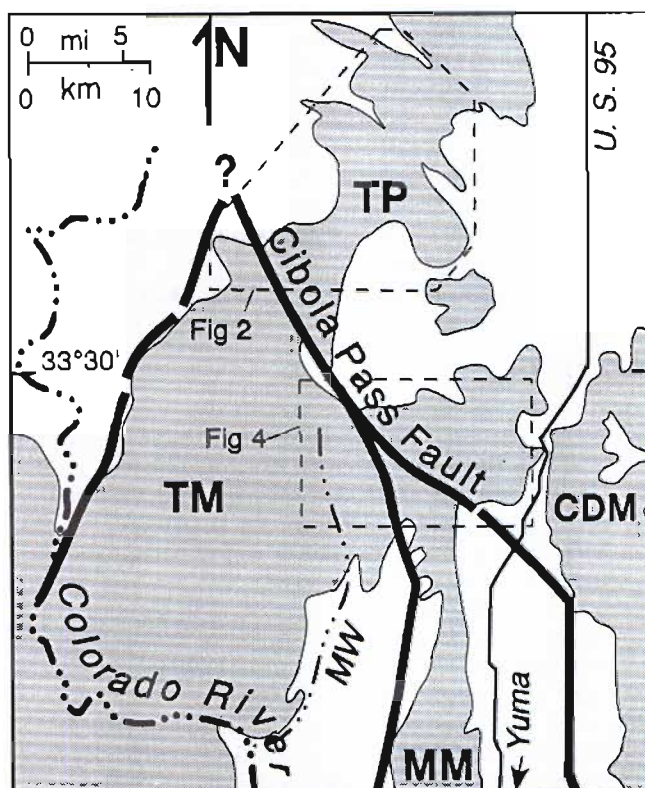 0 mi 5
0 km 10
N
U. S. 95
?
TP
Cibola Pass Fault
Fig 2
33°30'
Fig 4
TM
CDM
Colorado River
MW
Yuma
MM